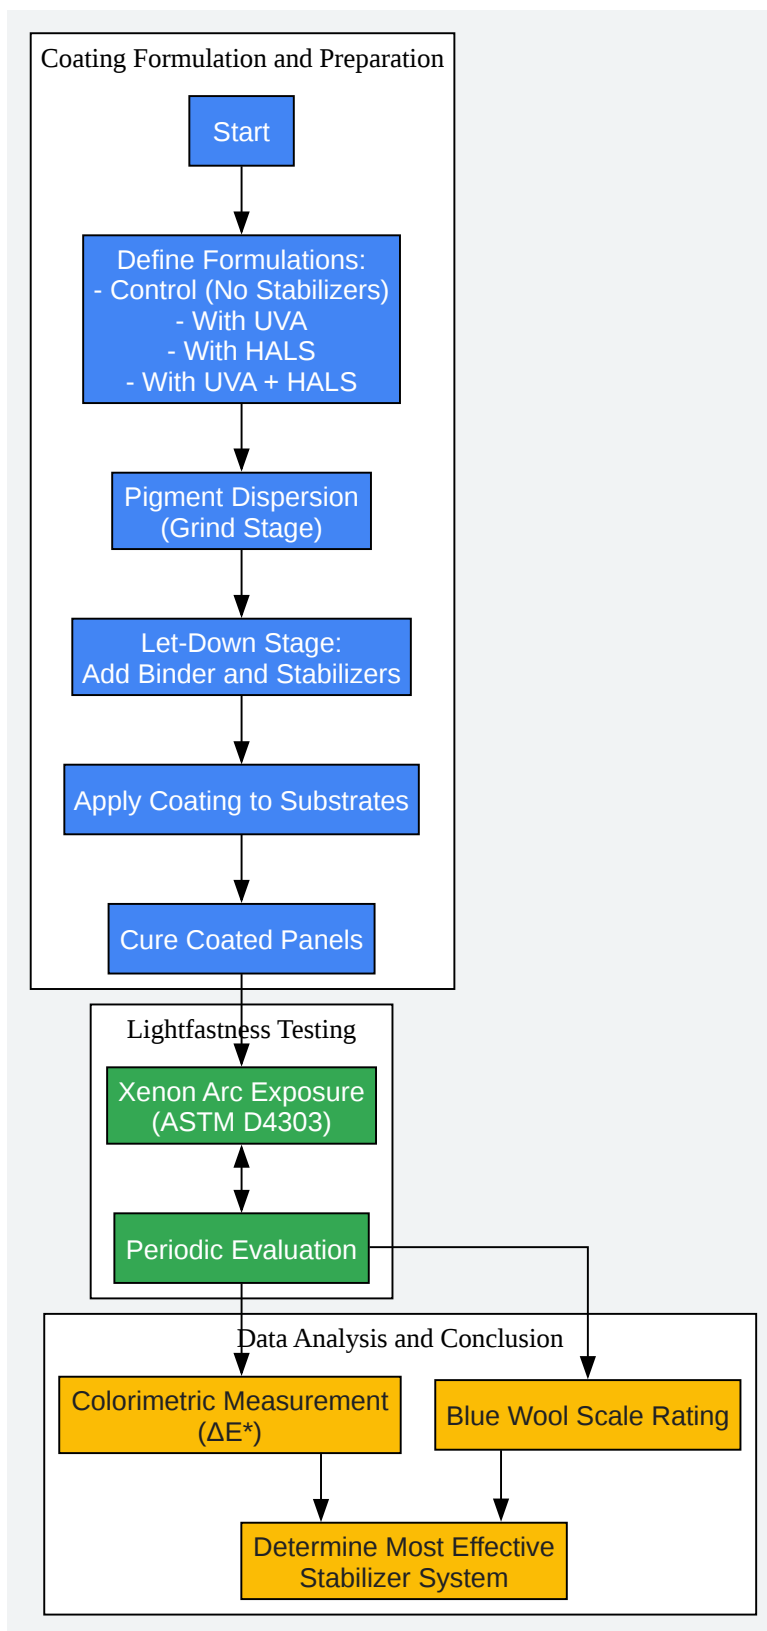 Coating Formulation and Preparation
Start
Define Formulations:
- Control (No Stabilizers)
- With UVA
- With HALS
- With UVA + HALS
Pigment Dispersion
(Grind Stage)
Let-Down Stage:
Add Binder and Stabilizers
Apply Coating to Substrates
Cure Coated Panels
Lightfastness Testing
Xenon Arc Exposure
(ASTM D4303)
Periodic Evaluation
Data Analysis and Conclusion
Colorimetric Measurement
(ΔE*)
Blue Wool Scale Rating
Determine Most Effective
Stabilizer System